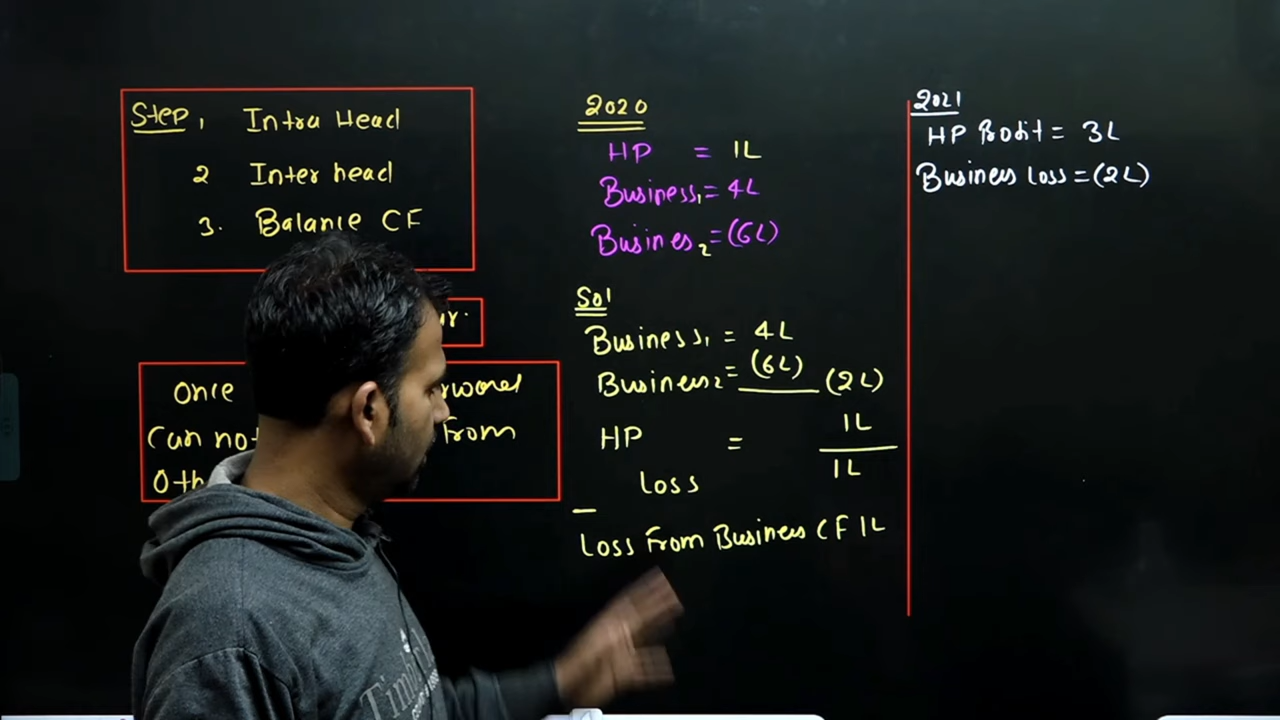 Step 1 Intra Head
2 Inter head
3. Balance CF
Once
Can not From
Oth
2020
HP = 1L
Business1 = 4L
Busines2 = (6L)
Sol
Business1 = 4L
Business2 = (6L) (2L)
HP = 1L
Loss 1L
Loss From Business CF 1L
2021
HP Profit = 3L
Business Loss = (2L)